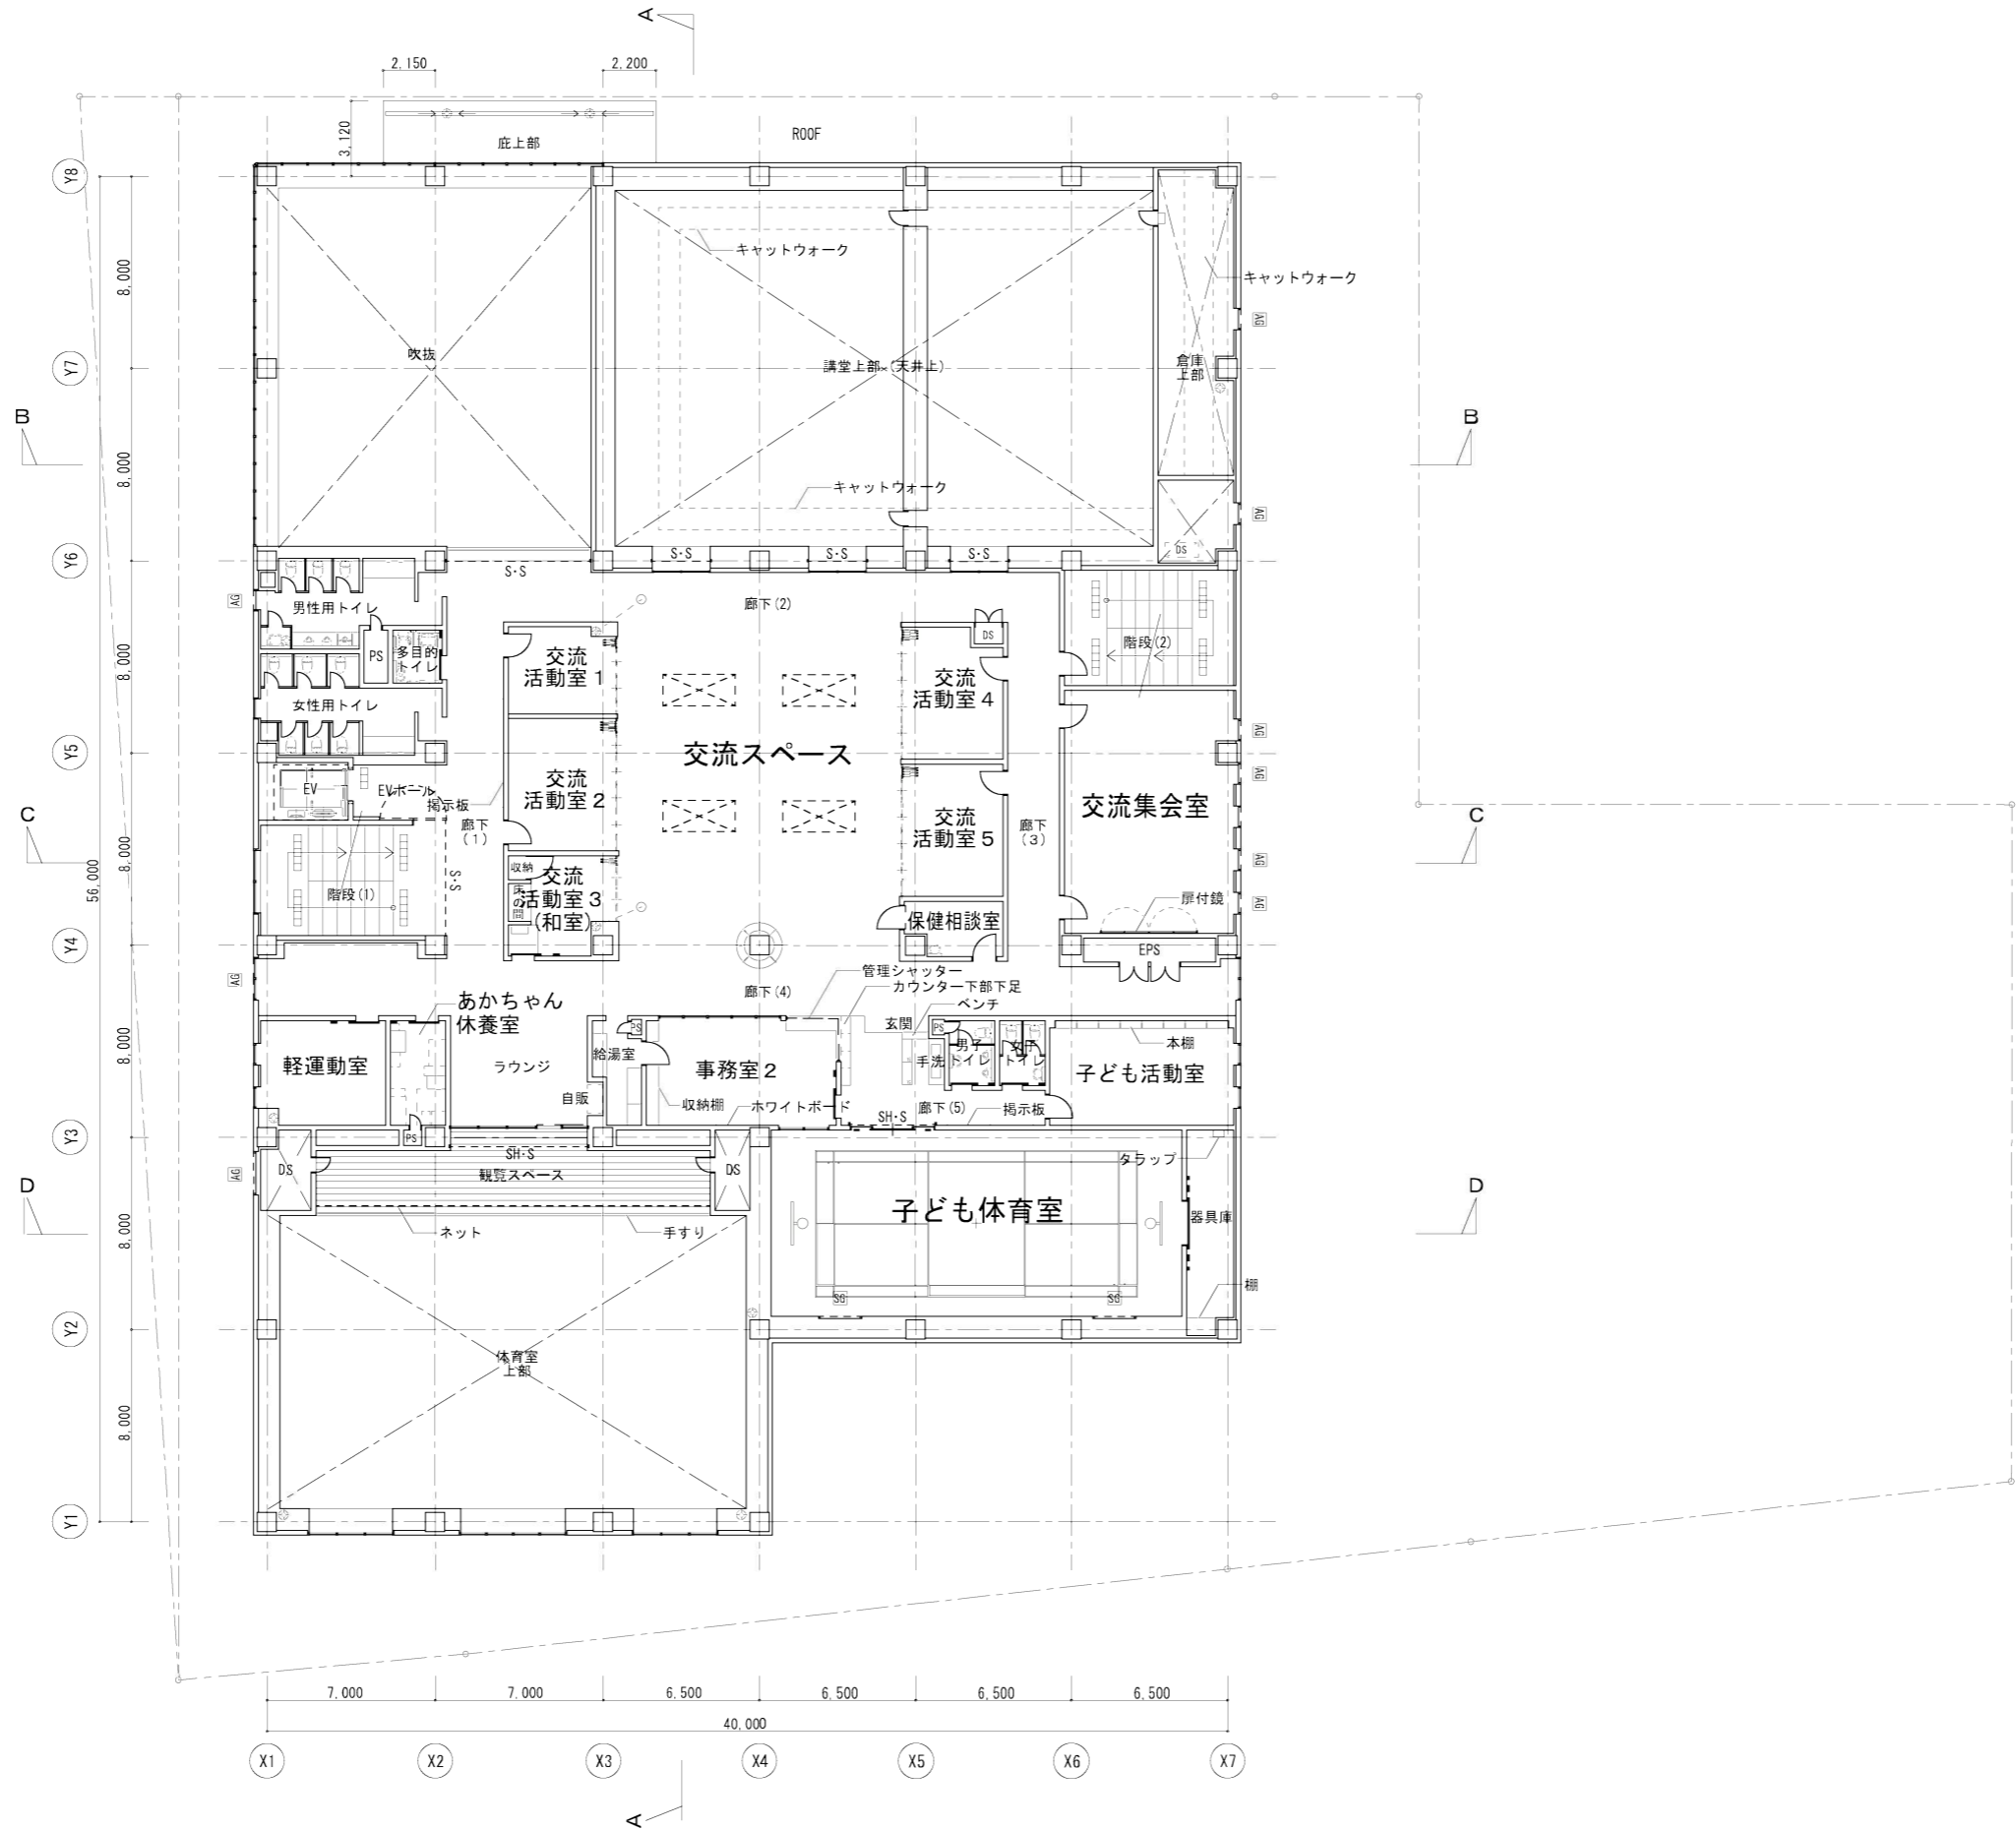 A
2,150
2,200
3,120
庇上部
ROOF
Y8
キャットウォーク
キャットウォーク
8,000
AG
吹抜
講堂上部（天井上）
倉庫
上部
Y7
B
B
8,000
キャットウォーク
AG
DS
Y6
S・S
S・S
S・S
S・S
AG
男性用トイレ
廊下(2)
PS
多目的
トイレ
交流
活動室１
DS
階段(2)
8,000
交流
活動室４
女性用トイレ
AG
Y5
交流スペース
AG
EV
EVホール
掲示板
交流
活動室２
交流集会室
C
C
廊下
(1)
交流
活動室５
廊下
(3)
8,000
56,000
AG
収納
S・S
階段(1)
床の間
交流
活動室３
(和室)
扉付鏡
AG
保健相談室
Y4
EPS
AG
管理シャッター
カウンター下部下足
ベンチ
廊下(4)
あかちゃん
休養室
玄関
PS
PS
8,000
軽運動室
ラウンジ
給湯室
事務室２
手洗
男子
トイレ
女子
トイレ
本棚
子ども活動室
自販
収納棚
ホワイトボード
SH・S
廊下(5)
掲示板
Y3
PS
AG
DS
SH・S
観覧スペース
DS
タラップ
D
D
8,000
ネット
手すり
子ども体育室
器具庫
棚
SG
SG
Y2
体育室
上部
8,000
Y1
7,000
7,000
6,500
6,500
6,500
6,500
40,000
X1
X2
X3
X4
X5
X6
X7
A